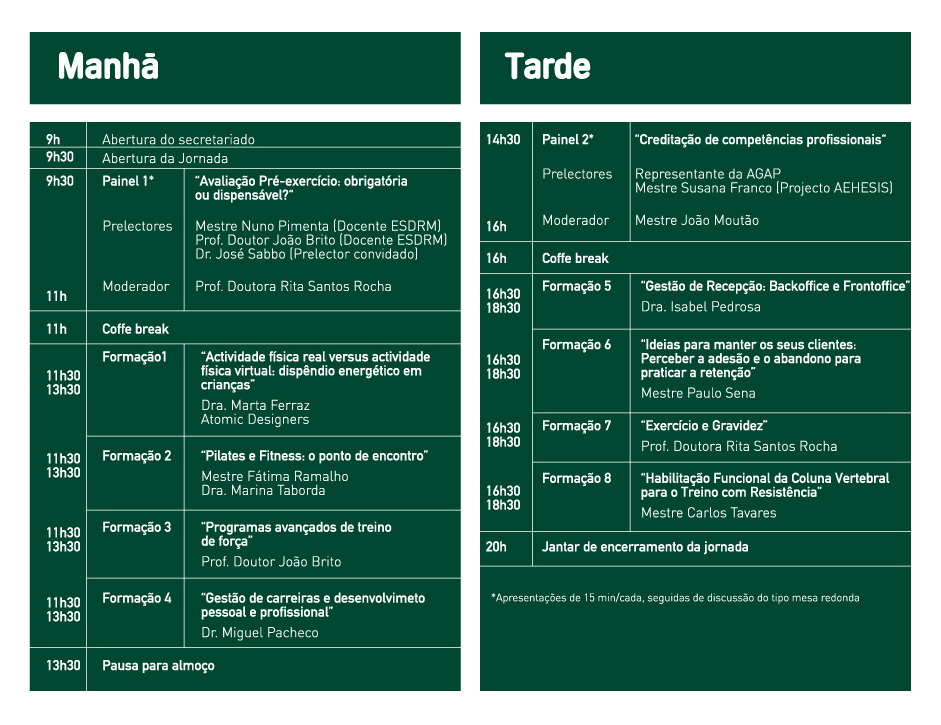 Manhã
9h Abertura do secretariado
9h30 Abertura da Jornada
9h30 Painel 1* “Avaliação Pré-exercício: obrigatória
ou dispensável?“
Prelectores Mestre Nuno Pimenta (Docente ESDRM)
Prof. Doutor João Brito (Docente ESDRM)
Dr. José Sabbo (Prelector convidado)
Moderador Prof. Doutora Rita Santos Rocha
11h
11h Coffe break
Formação1 “Actividade física real versus actividade
física virtual: dispêndio energético em
11h30
13h30
crianças”
Dra. Marta Ferraz
Atomic Designers
11h30
13h30
Formação 2 “Pilates e Fitness: o ponto de encontro”
Mestre Fátima Ramalho
Dra. Marina Taborda
11h30
13h30
Formação 3 “Programas avançados de treino
de força”
Prof. Doutor João Brito
11h30
13h30
Formação 4 “Gestão de carreiras e desenvolvimeto
pessoal e profissional”
Dr. Miguel Pacheco
13h30 Pausa para almoço
Tarde
14h30 Painel 2* “Creditação de competências profissionais“
Prelectores Representante da AGAP
Mestre Susana Franco (Projecto AEHESIS)
Moderador Mestre João Moutão
16h
16h Coffe break
16h30
18h30
Formação 5 “Gestão de Recepção: Backoffice e Frontoffice”
Dra. Isabel Pedrosa
16h30
18h30
Formação 6 “Ideias para manter os seus clientes:
Perceber a adesão e o abandono para
praticar a retenção”
Mestre Paulo Sena
16h30
18h30
Formação 7 “Exercício e Gravidez”
Prof. Doutora Rita Santos Rocha
16h30
18h30
Formação 8 “Habilitação Funcional da Coluna Vertebral
para o Treino com Resistência”
Mestre Carlos Tavares
20h Jantar de encerramento da jornada
*Apresentações de 15 min/cada, seguidas de discussão do tipo mesa redonda